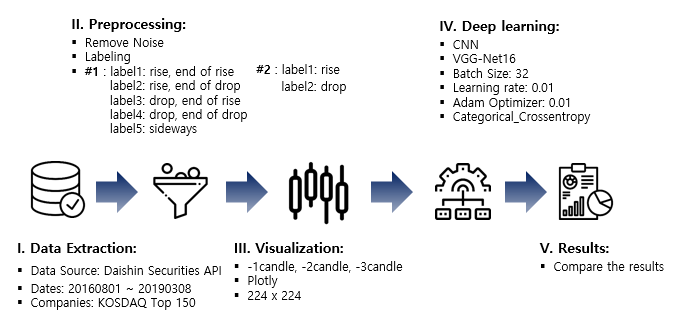 II. Preprocessing:
▪ Remove Noise
▪ Labeling
▪ #1 : label1: rise, end of rise
label2: rise, end of drop
label3: drop, end of rise
label4: drop, end of drop
label5: sideways
#2 : label1: rise
label2: drop
IV. Deep learning:
▪ CNN
▪ VGG-Net16
▪ Batch Size: 32
▪ Learning rate: 0.01
▪ Adam Optimizer: 0.01
▪ Categorical_Crossentropy
I. Data Extraction:
▪ Data Source: Daishin Securities API
▪ Dates: 20160801 ~ 20190308
▪ Companies: KOSDAQ Top 150
III. Visualization:
▪ -1candle, -2candle, -3candle
▪ Plotly
▪ 224 x 224
V. Results:
▪ Compare the results